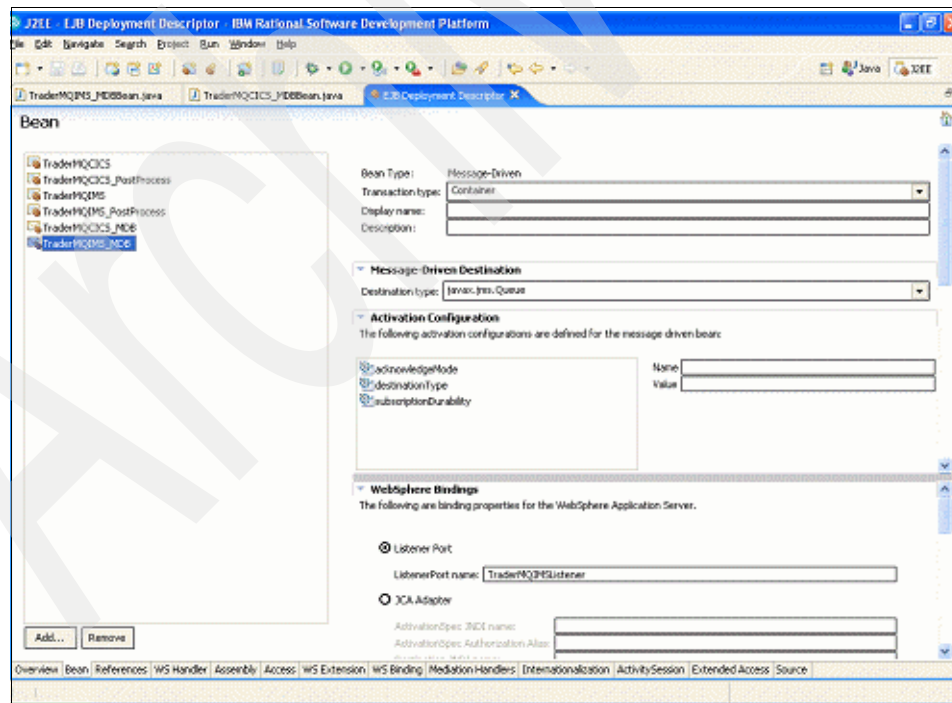 J2EE - EJB Deployment Descriptor - IBM Rational Software Development Platform
File Edit Navigate Search Project Run Window Help
Java J2EE
TraderMQIMS_MDBBean.java TraderMQCICS_MDBBean.java EJB Deployment Descriptor
Bean
TraderMQCICS
TraderMQCICS_PostProcess
TraderMQIMS
TraderMQIMS_PostProcess
TraderMQCICS_MDB
TraderMQIMS_MDB
Add... Remove
Bean Type: Message-Driven
Transaction type: Container
Display name:
Description:
Message-Driven Destination
Destination type: javax.jms.Queue
Activation Configuration
The following activation configurations are defined for the message driven bean:
acknowledgeMode
destinationType
subscriptionDurability
Name
Value
WebSphere Bindings
The following are binding properties for the WebSphere Application Server.
Listener Port
ListenerPort name: TraderMQIMSListener
JCA Adapter
ActivationSpec JNDI name:
ActivationSpec Authorization Alias:
Overview Bean References WS Handler Assembly Access WS Extension WS Binding Mediation Handlers Internationalization ActivitySession Extended Access Source